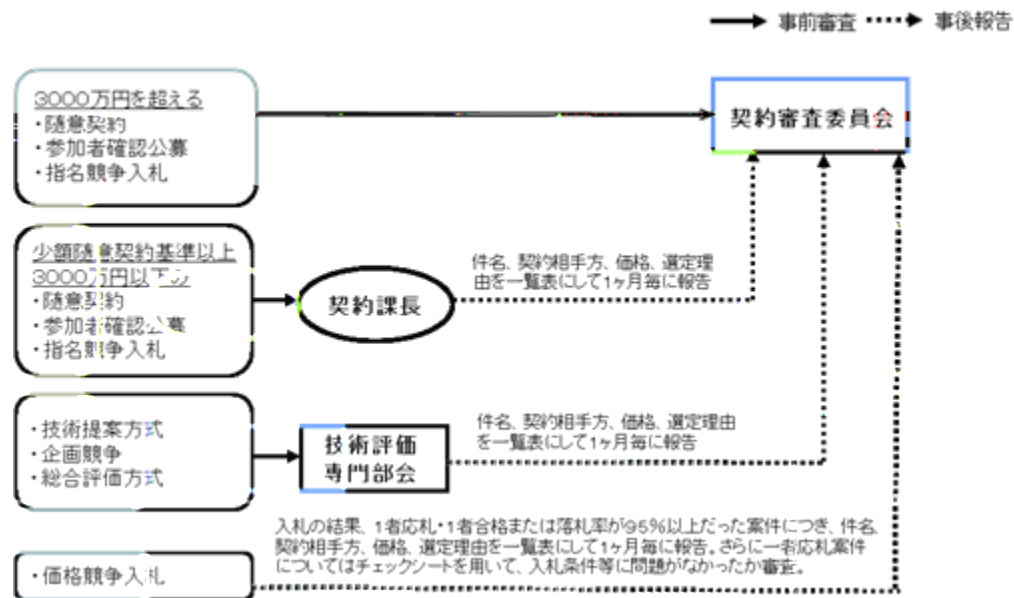 事前審査 事後報告
3000万円を超える
・随意契約
・参加者確認公募
・指名競争入札
契約審査委員会
少額随意契約基準以上
3000万円以下の
・随意契約
・参加者確認公募
・指名競争入札
契約課長
件名、契約相手方、価格、選定理
由を一覧表にして1ヶ月毎に報告
・技術提案方式
・企画競争
・総合評価方式
技術評価
専門部会
件名、契約相手方、価格、選定理由
を一覧表にして1ヶ月毎に報告
入札の結果、1者応札・1者合格または落札率が95%以上だった案件につき、件名、
契約相手方、価格、選定理由を一覧表にして1ヶ月毎に報告。さらに一者応札案件
についてはチェックシートを用いて、入札条件等に問題がなかったか審査。
・価格競争入札